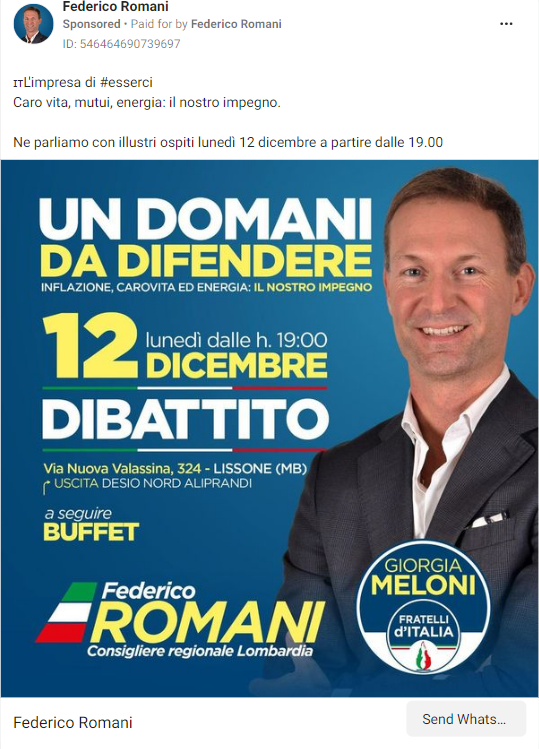 Federico Romani
Sponsored • Paid for by Federico Romani
ID: 546464690739697
ITL'impresa di #esserci
Caro vita, mutui, energia: il nostro impegno.
Ne parliamo con illustri ospiti lunedì 12 dicembre a partire dalle 19.00
UN DOMANI
DA DIFENDERE
INFLAZIONE, CAROVITA ED ENERGIA: IL NOSTRO IMPEGNO
12 lunedì dalle h. 19:00
DICEMBRE
DIBATTITO
Via Nuova Valassina, 324 - LISSONE (MB)
USCITA DESIO NORD ALIPRANDI
a seguire
BUFFET
Federico
ROMANI
Consigliere regionale Lombardia
GIORGIA
MELONI
FRATELLI
d'ITALIA
Federico Romani
Send Whats...